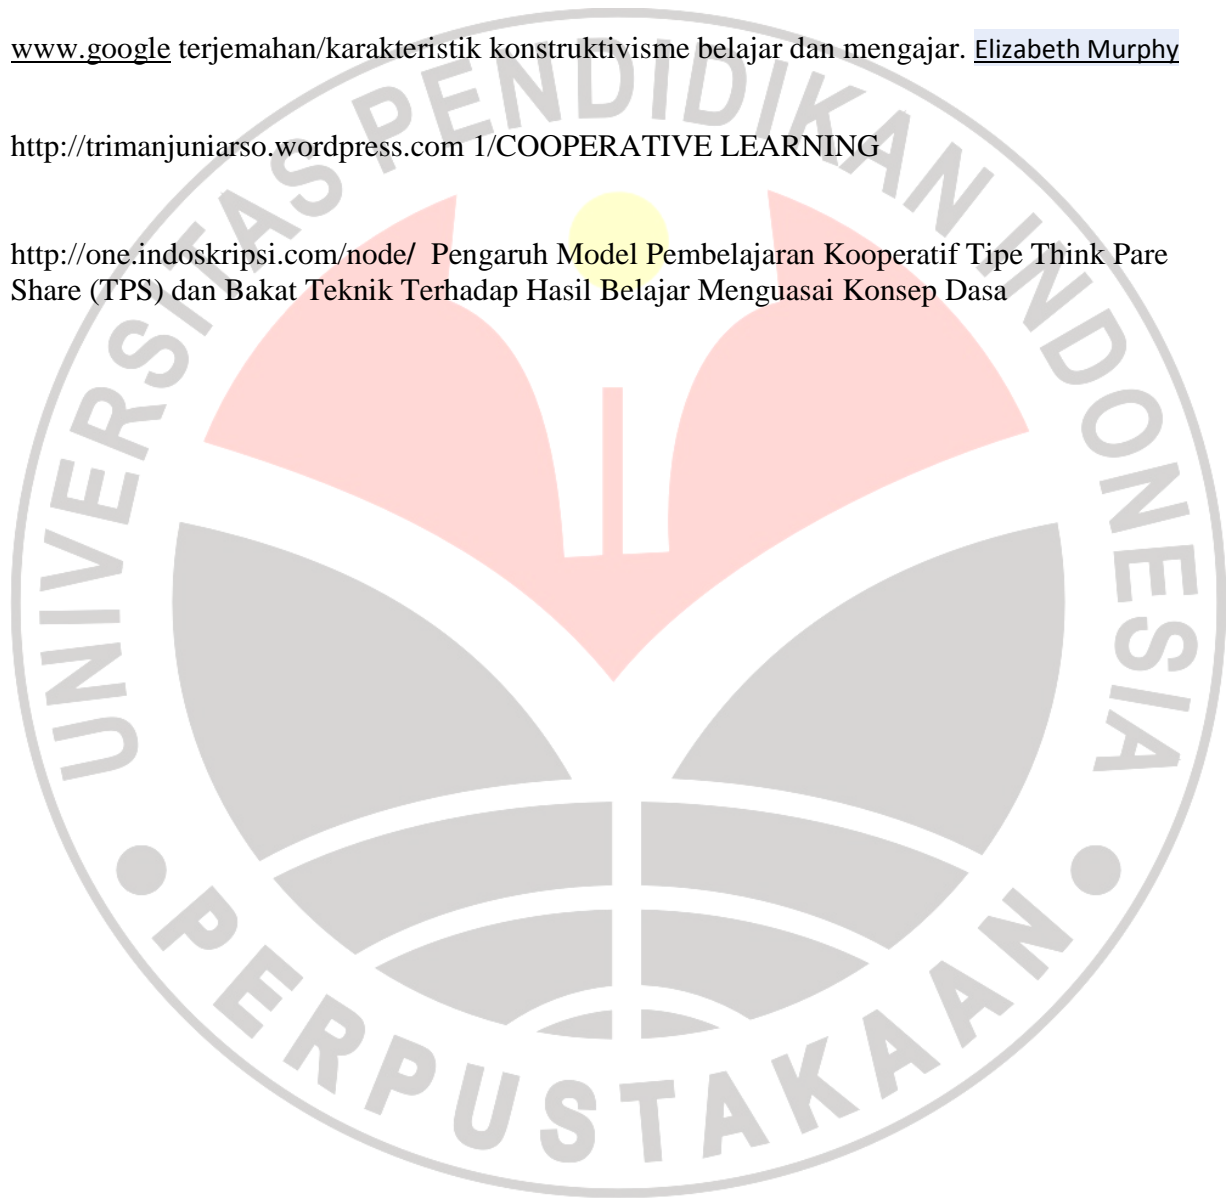 www.google terjemahan/karakteristik konstruktivisme belajar dan mengajar. Elizabeth Murphy
http://trimanjuniarso.wordpress.com 1/COOPERATIVE LEARNING
http://one.indoskripsi.com/node/ Pengaruh Model Pembelajaran Kooperatif Tipe Think Pare
Share (TPS) dan Bakat Teknik Terhadap Hasil Belajar Menguasai Konsep Dasa
UNIVERSITAS PENDIDIKAN INDONESIA
PERPUSTAKAAN